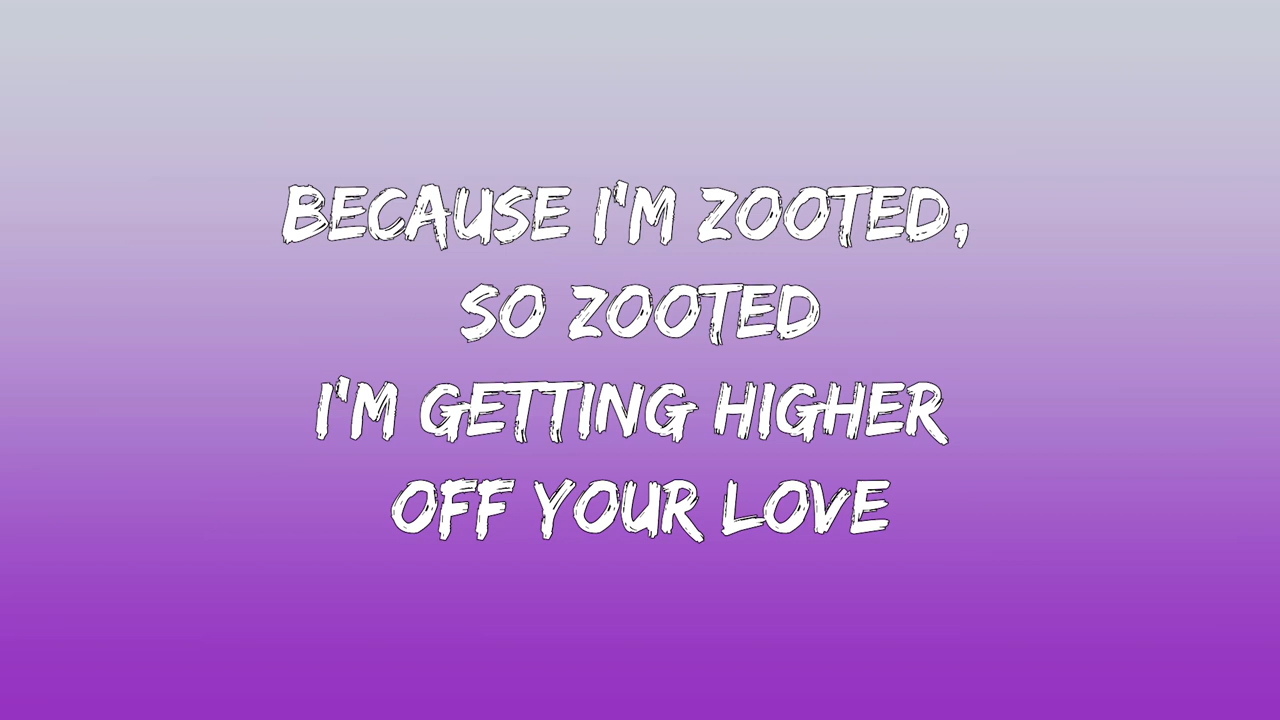 BECAUSE I'M ZOOTED,
SO ZOOTED
I'M GETTING HIGHER
OFF YOUR LOVE